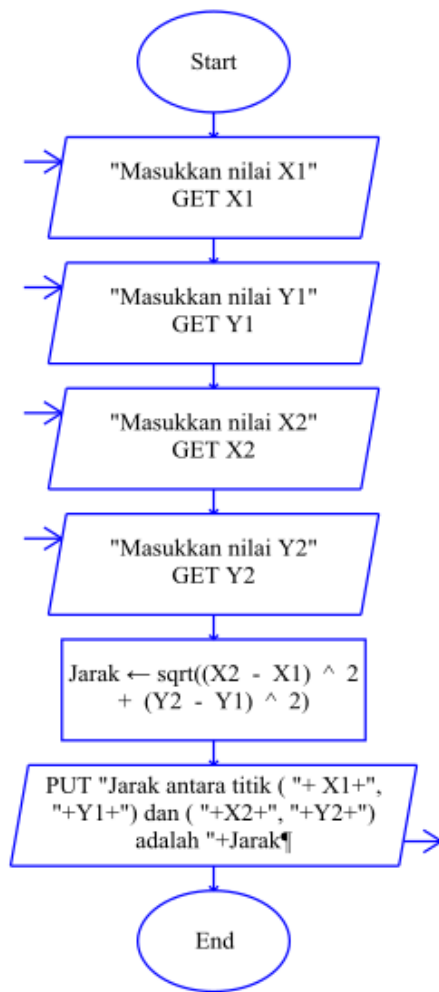 Start
"Masukkan nilai X1"
GET X1
"Masukkan nilai Y1"
GET Y1
"Masukkan nilai X2"
GET X2
"Masukkan nilai Y2"
GET Y2
Jarak ← sqrt((X2 - X1) ^ 2
+ (Y2 - Y1) ^ 2)
PUT "Jarak antara titik ( "+ X1+",
"+Y1+") dan ( "+X2+", "+Y2+")
adalah "+Jarak¶
End